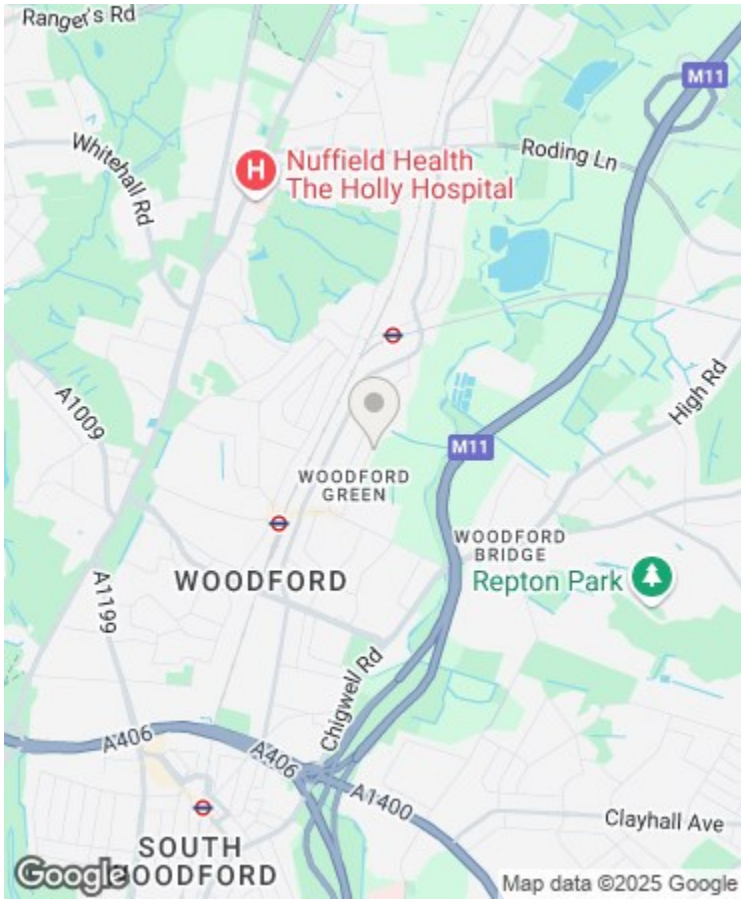 Ranger's Rd
M11
Whitehall Rd
Roding Ln
H
Nuffield Health
The Holly Hospital
A1009
High Rd
M11
WOODFORD
GREEN
WOODFORD
BRIDGE
WOODFORD
Repton Park
A1199
Chigwell Rd
A406
A406
A1400
Clayhall Ave
SOUTH
WOODFORD
Google
Map data ©2025 Google